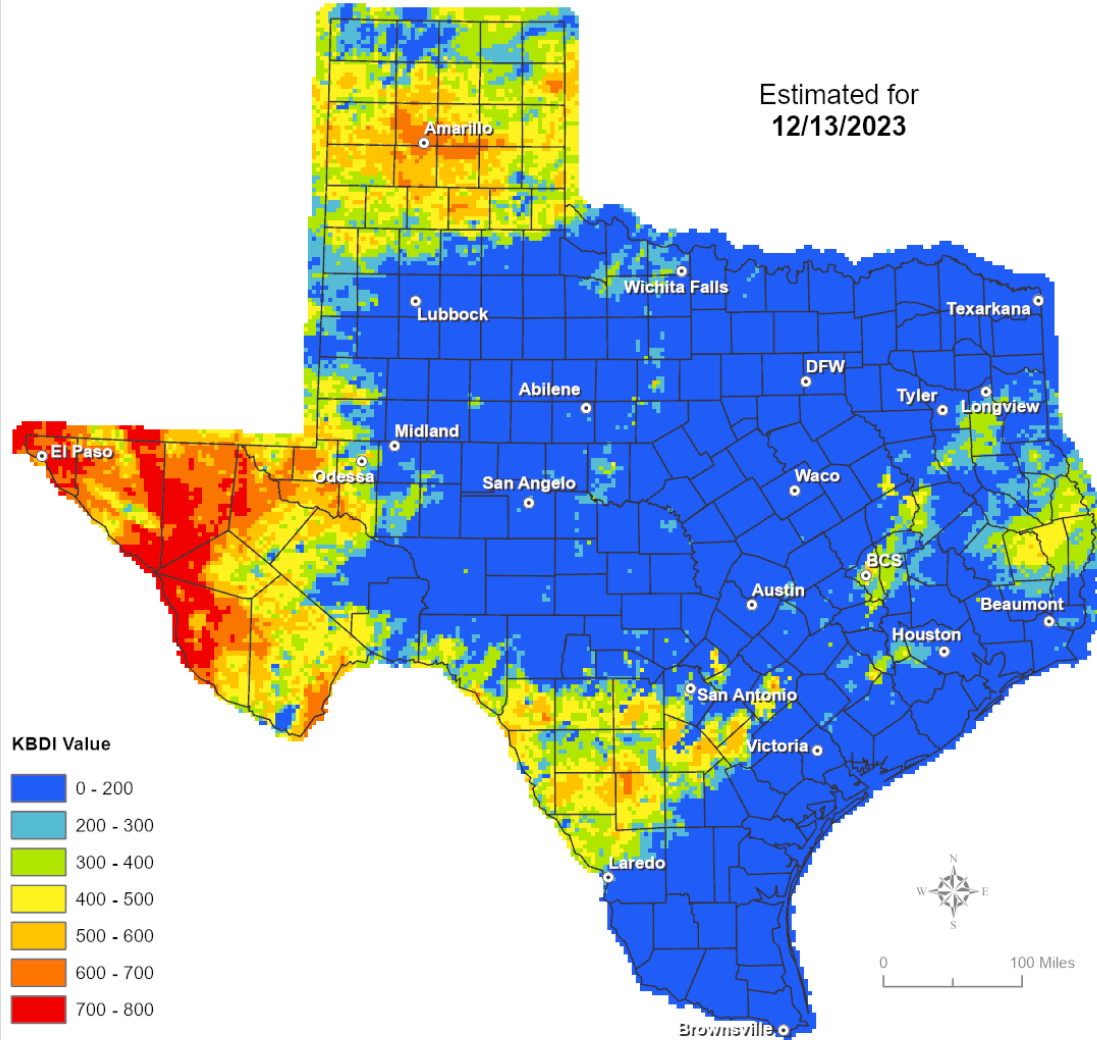 Estimated for
12/13/2023
Amarillo
Wichita Falls
Lubbock
Texarkana
DFW
Abilene
Tyler
Longview
Midland
El Paso
Odessa
San Angelo
Waco
BCS
Austin
Beaumont
Houston
San Antonio
Victoria
KBDI Value
0 - 200
200 - 300
300 - 400
400 - 500
500 - 600
600 - 700
700 - 800
Laredo
N
W E
S
0 100 Miles
Brownsville